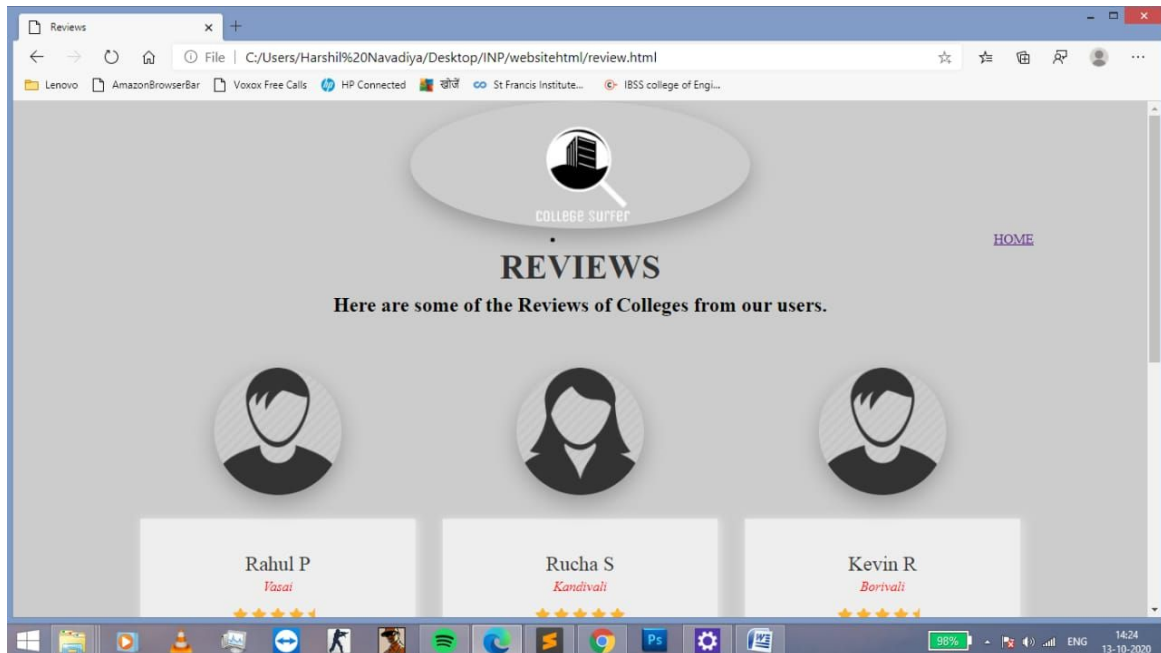 Reviews
File | C:/Users/Harshil%20Navadiya/Desktop/INP/websitehtml/review.html
Lenovo AmazonBrowserBar Voxox Free Calls HP Connected खोजें St Francis Institute... IBSS college of Engi...
COLLEGE SURFER
HOME
REVIEWS
Here are some of the Reviews of Colleges from our users.
Rahul P Rucha S Kevin R
Vasai Kandivali Borivali
Ps
98% ENG 14:24
13-10-2020